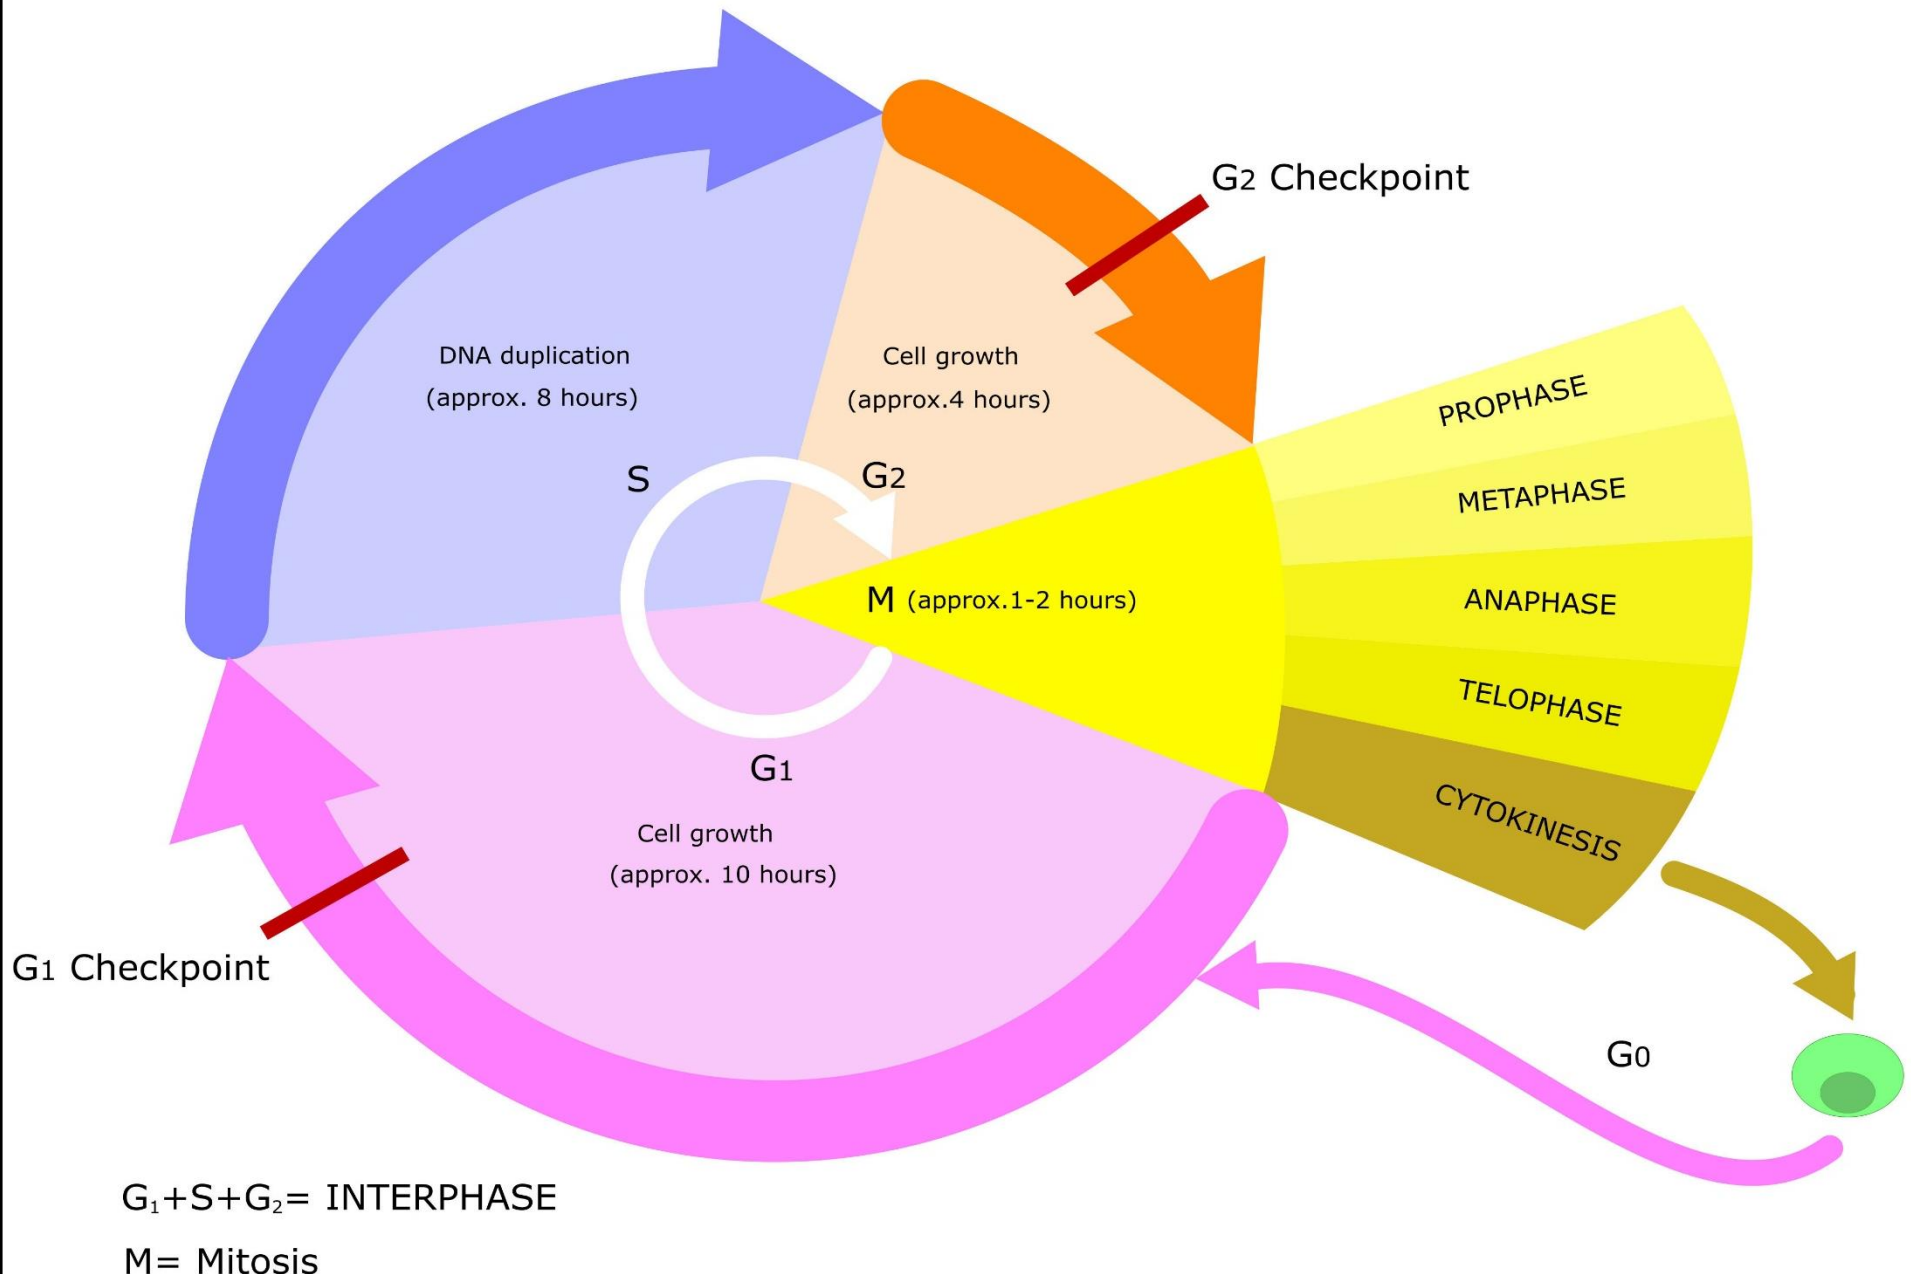 G2 Checkpoint
DNA duplication
(approx. 8 hours)
Cell growth
(approx.4 hours)
S
G2
PROPHASE
METAPHASE
ANAPHASE
TELOPHASE
CYTOKINESIS
M (approx.1-2 hours)
G1
Cell growth
(approx. 10 hours)
G1 Checkpoint
G0
G₁+S+G₂= INTERPHASE
M= Mitosis